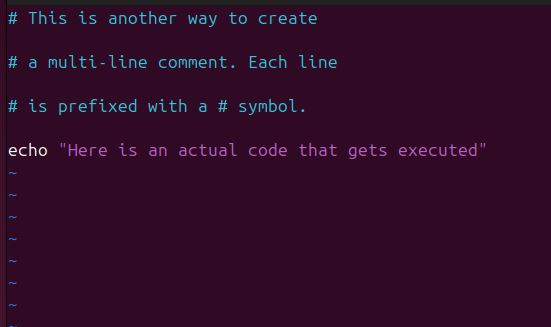 # This is another way to create
# a multi-line comment. Each line
# is prefixed with a # symbol.
echo "Here is an actual code that gets executed"
~
~
~
~
~
~
~
~